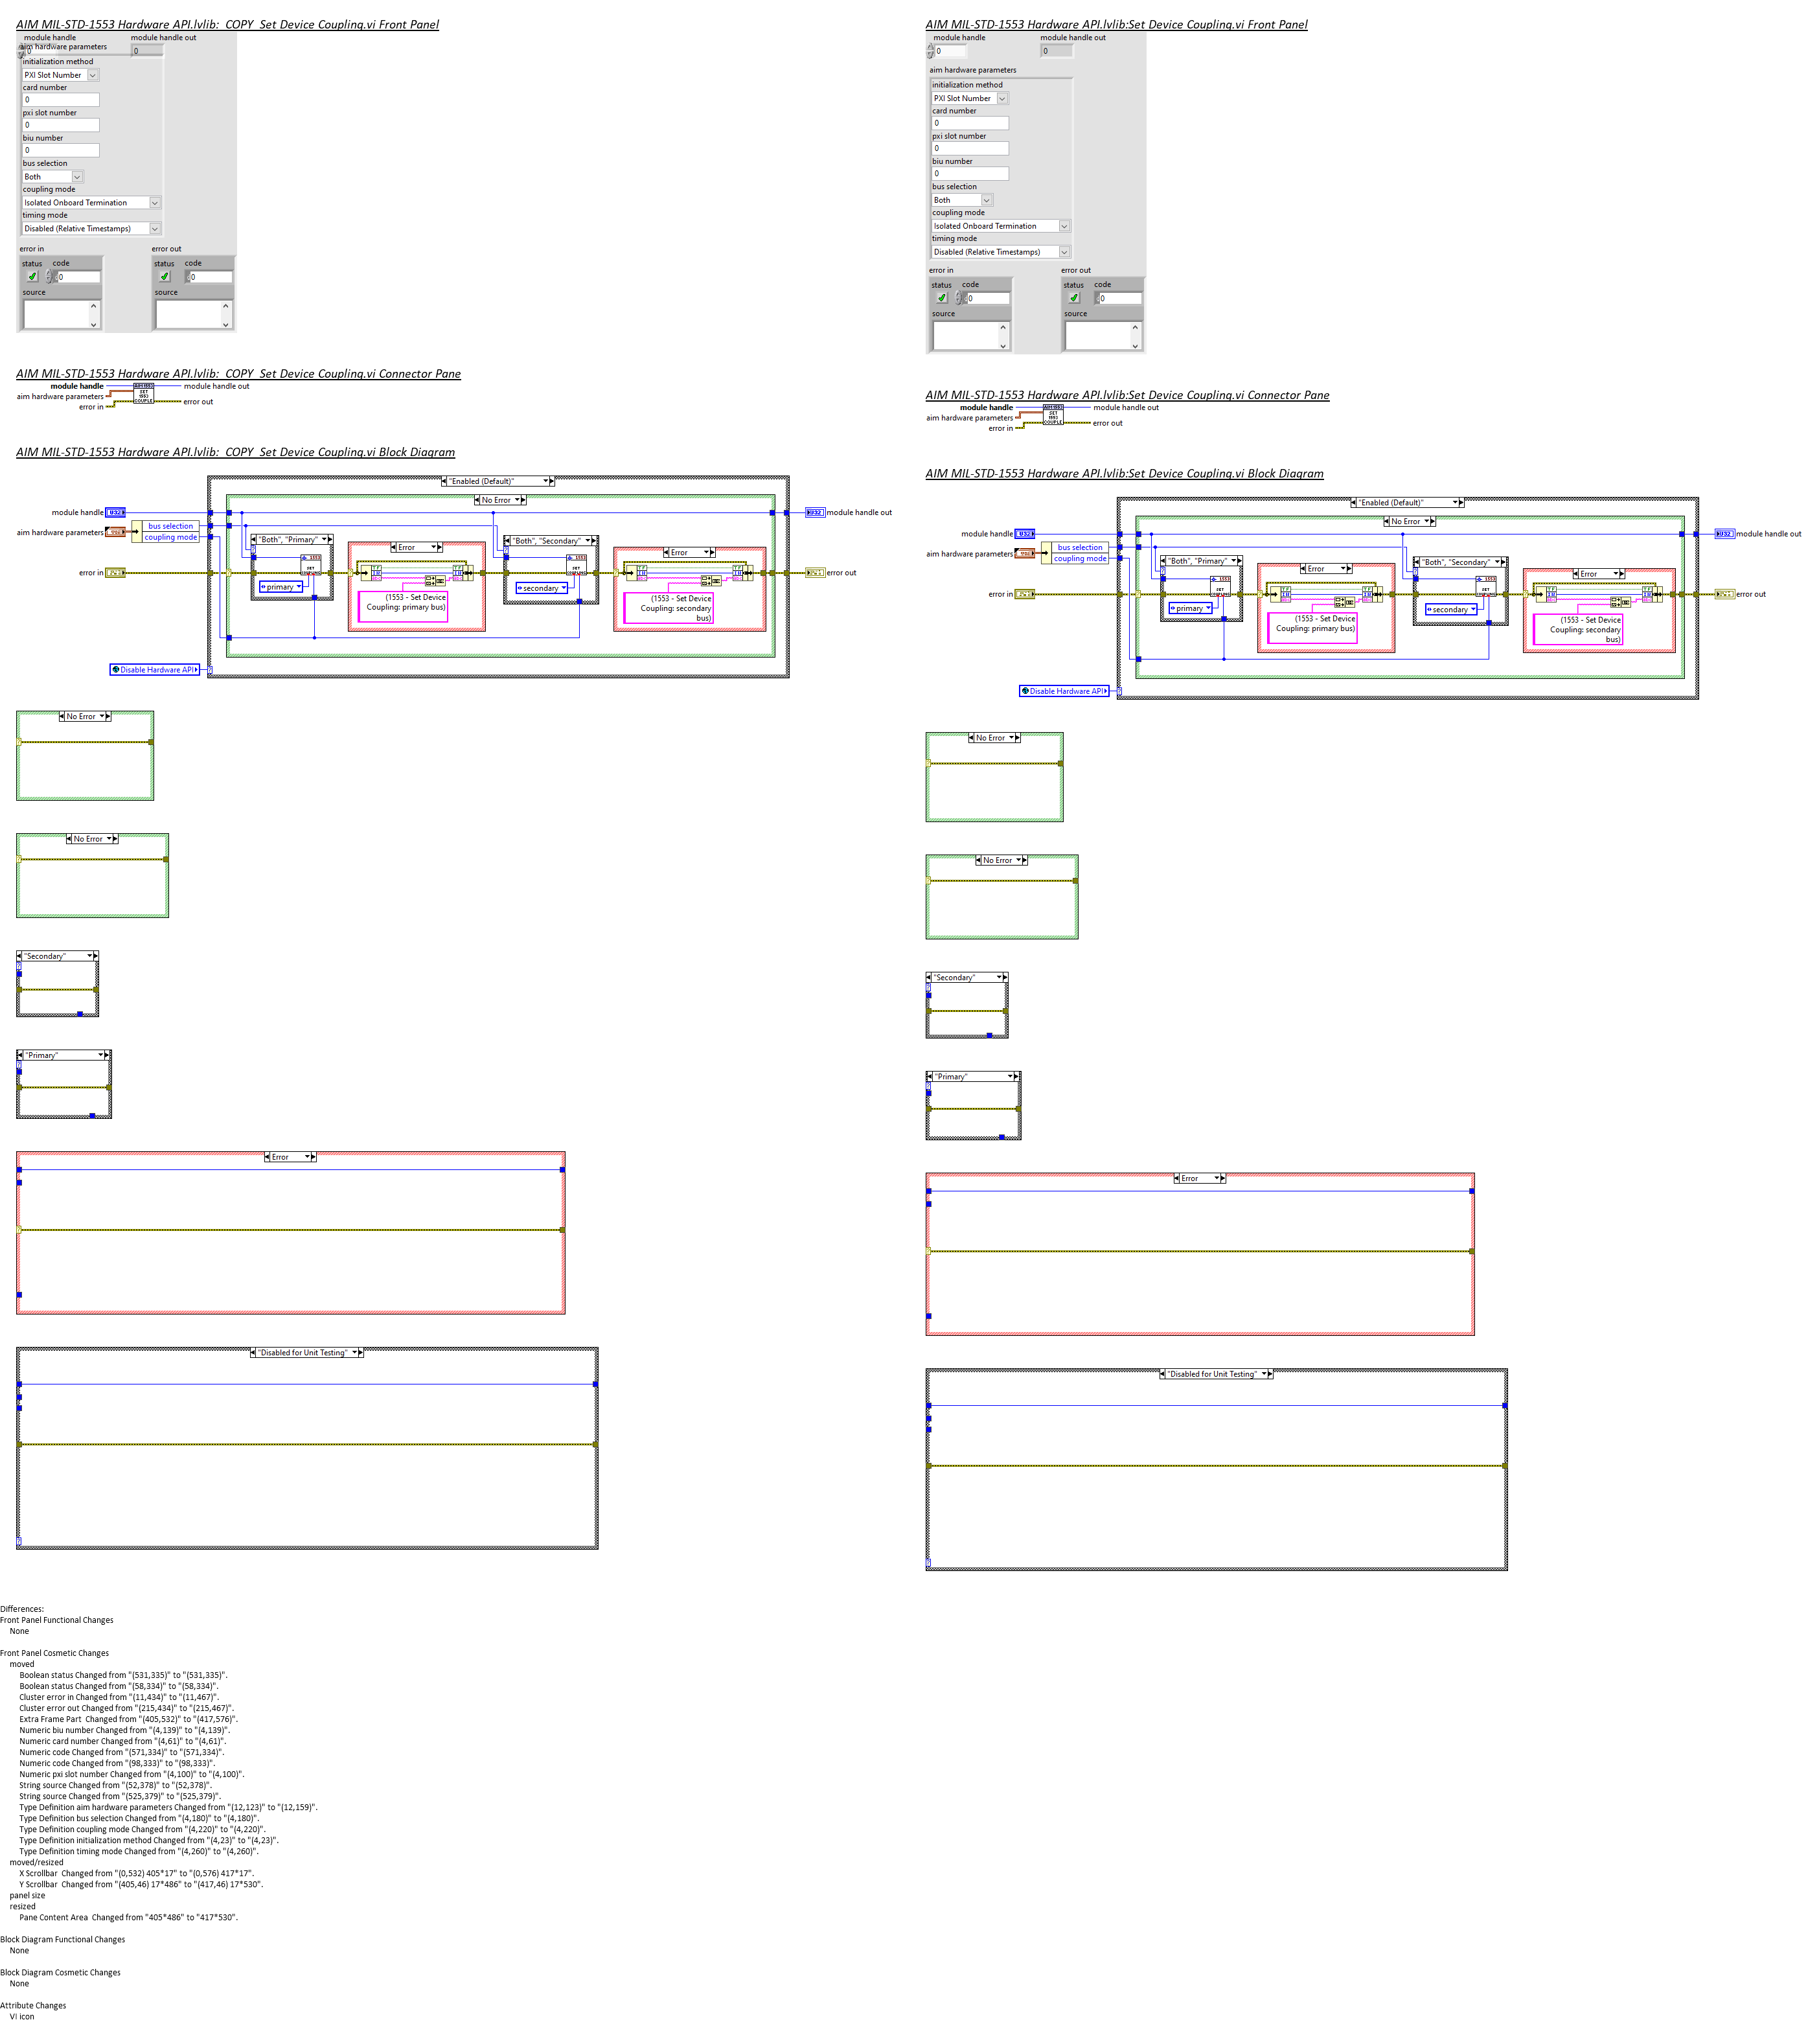 AIM MIL-STD-1553 Hardware API.lvlib:  COPY  Set Device Coupling.vi Front Panel
module handle
module handle out
0
0
aim hardware parameters
initialization method
PXI Slot Number
card number
0
pxi slot number
0
biu number
0
bus selection
Both
coupling mode
Isolated Onboard Termination
timing mode
Disabled (Relative Timestamps)
error in
error out
status code
status code
0
0
source
source
AIM MIL-STD-1553 Hardware API.lvlib:  COPY  Set Device Coupling.vi Connector Pane
module handle
module handle out
aim hardware parameters
error in
error out
AIM1553
SET
1553
COUPLE
AIM MIL-STD-1553 Hardware API.lvlib:  COPY  Set Device Coupling.vi Block Diagram
"Enabled (Default)"
No Error
module handle
U32
U32
module handle out
aim hardware parameters
bus selection
coupling mode
"Both", "Primary"
Error
"Both", "Secondary"
Error
error in
error out
primary
secondary
(1553 - Set Device
Coupling: primary bus)
(1553 - Set Device
Coupling: secondary
bus)
Disable Hardware API
No Error
No Error
"Secondary"
"Primary"
Error
"Disabled for Unit Testing"
AIM MIL-STD-1553 Hardware API.lvlib:Set Device Coupling.vi Front Panel
module handle
module handle out
0
0
aim hardware parameters
initialization method
PXI Slot Number
card number
0
pxi slot number
0
biu number
0
bus selection
Both
coupling mode
Isolated Onboard Termination
timing mode
Disabled (Relative Timestamps)
error in
error out
status code
status code
0
0
source
source
AIM MIL-STD-1553 Hardware API.lvlib:Set Device Coupling.vi Connector Pane
module handle
module handle out
aim hardware parameters
error in
error out
AIM1553
SET
1553
COUPLE
AIM MIL-STD-1553 Hardware API.lvlib:Set Device Coupling.vi Block Diagram
"Enabled (Default)"
No Error
module handle
U32
U32
module handle out
aim hardware parameters
bus selection
coupling mode
"Both", "Primary"
Error
"Both", "Secondary"
Error
error in
error out
primary
secondary
(1553 - Set Device
Coupling: primary bus)
(1553 - Set Device
Coupling: secondary
bus)
Disable Hardware API
No Error
No Error
"Secondary"
"Primary"
Error
"Disabled for Unit Testing"
Differences:
Front Panel Functional Changes
None
Front Panel Cosmetic Changes
moved
Boolean status Changed from "(531,335)" to "(531,335)".
Boolean status Changed from "(58,334)" to "(58,334)".
Cluster error in Changed from "(11,434)" to "(11,467)".
Cluster error out Changed from "(215,434)" to "(215,467)".
Extra Frame Part  Changed from "(405,532)" to "(417,576)".
Numeric biu number Changed from "(4,139)" to "(4,139)".
Numeric card number Changed from "(4,61)" to "(4,61)".
Numeric code Changed from "(571,334)" to "(571,334)".
Numeric code Changed from "(98,333)" to "(98,333)".
Numeric pxi slot number Changed from "(4,100)" to "(4,100)".
String source Changed from "(52,378)" to "(52,378)".
String source Changed from "(525,379)" to "(525,379)".
Type Definition aim hardware parameters Changed from "(12,123)" to "(12,159)".
Type Definition bus selection Changed from "(4,180)" to "(4,180)".
Type Definition coupling mode Changed from "(4,220)" to "(4,220)".
Type Definition initialization method Changed from "(4,23)" to "(4,23)".
Type Definition timing mode Changed from "(4,260)" to "(4,260)".
moved/resized
X Scrollbar  Changed from "(0,532) 405*17" to "(0,576) 417*17".
Y Scrollbar  Changed from "(405,46) 17*486" to "(417,46) 17*530".
panel size
resized
Pane Content Area  Changed from "405*486" to "417*530".
Block Diagram Functional Changes
None
Block Diagram Cosmetic Changes
None
Attribute Changes
VI icon